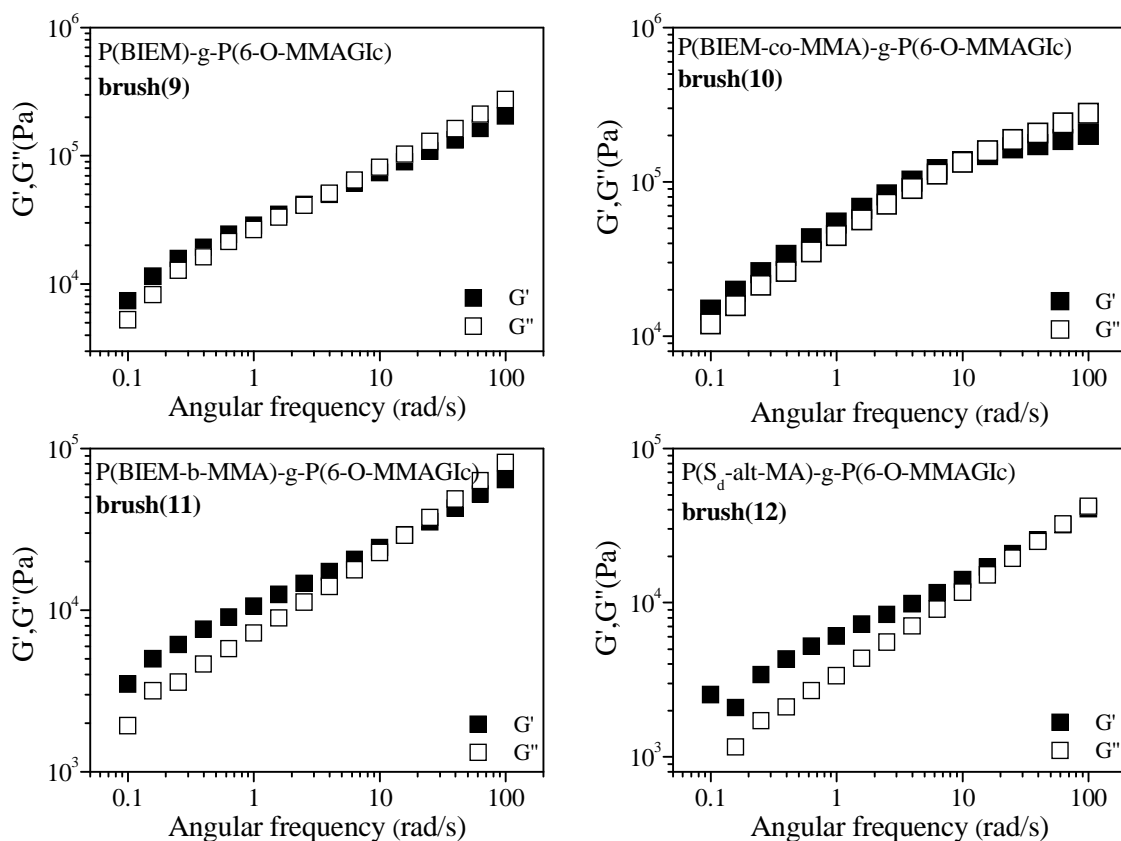 P(BIEM)-g-P(6-O-MMAGIc)
brush(9)
10^6
10^5
10^4
G',G''(Pa)
G'
G''
0.1 1 10 100
Angular frequency (rad/s)
P(BIEM-co-MMA)-g-P(6-O-MMAGIc)
brush(10)
10^6
10^5
10^4
G',G''(Pa)
G'
G''
0.1 1 10 100
Angular frequency (rad/s)
P(BIEM-b-MMA)-g-P(6-O-MMAGIc)
brush(11)
10^5
10^4
10^3
G',G''(Pa)
G'
G''
0.1 1 10 100
Angular frequency (rad/s)
P(S_d-alt-MA)-g-P(6-O-MMAGIc)
brush(12)
10^5
10^4
10^3
G',G''(Pa)
G'
G''
0.1 1 10 100
Angular frequency (rad/s)